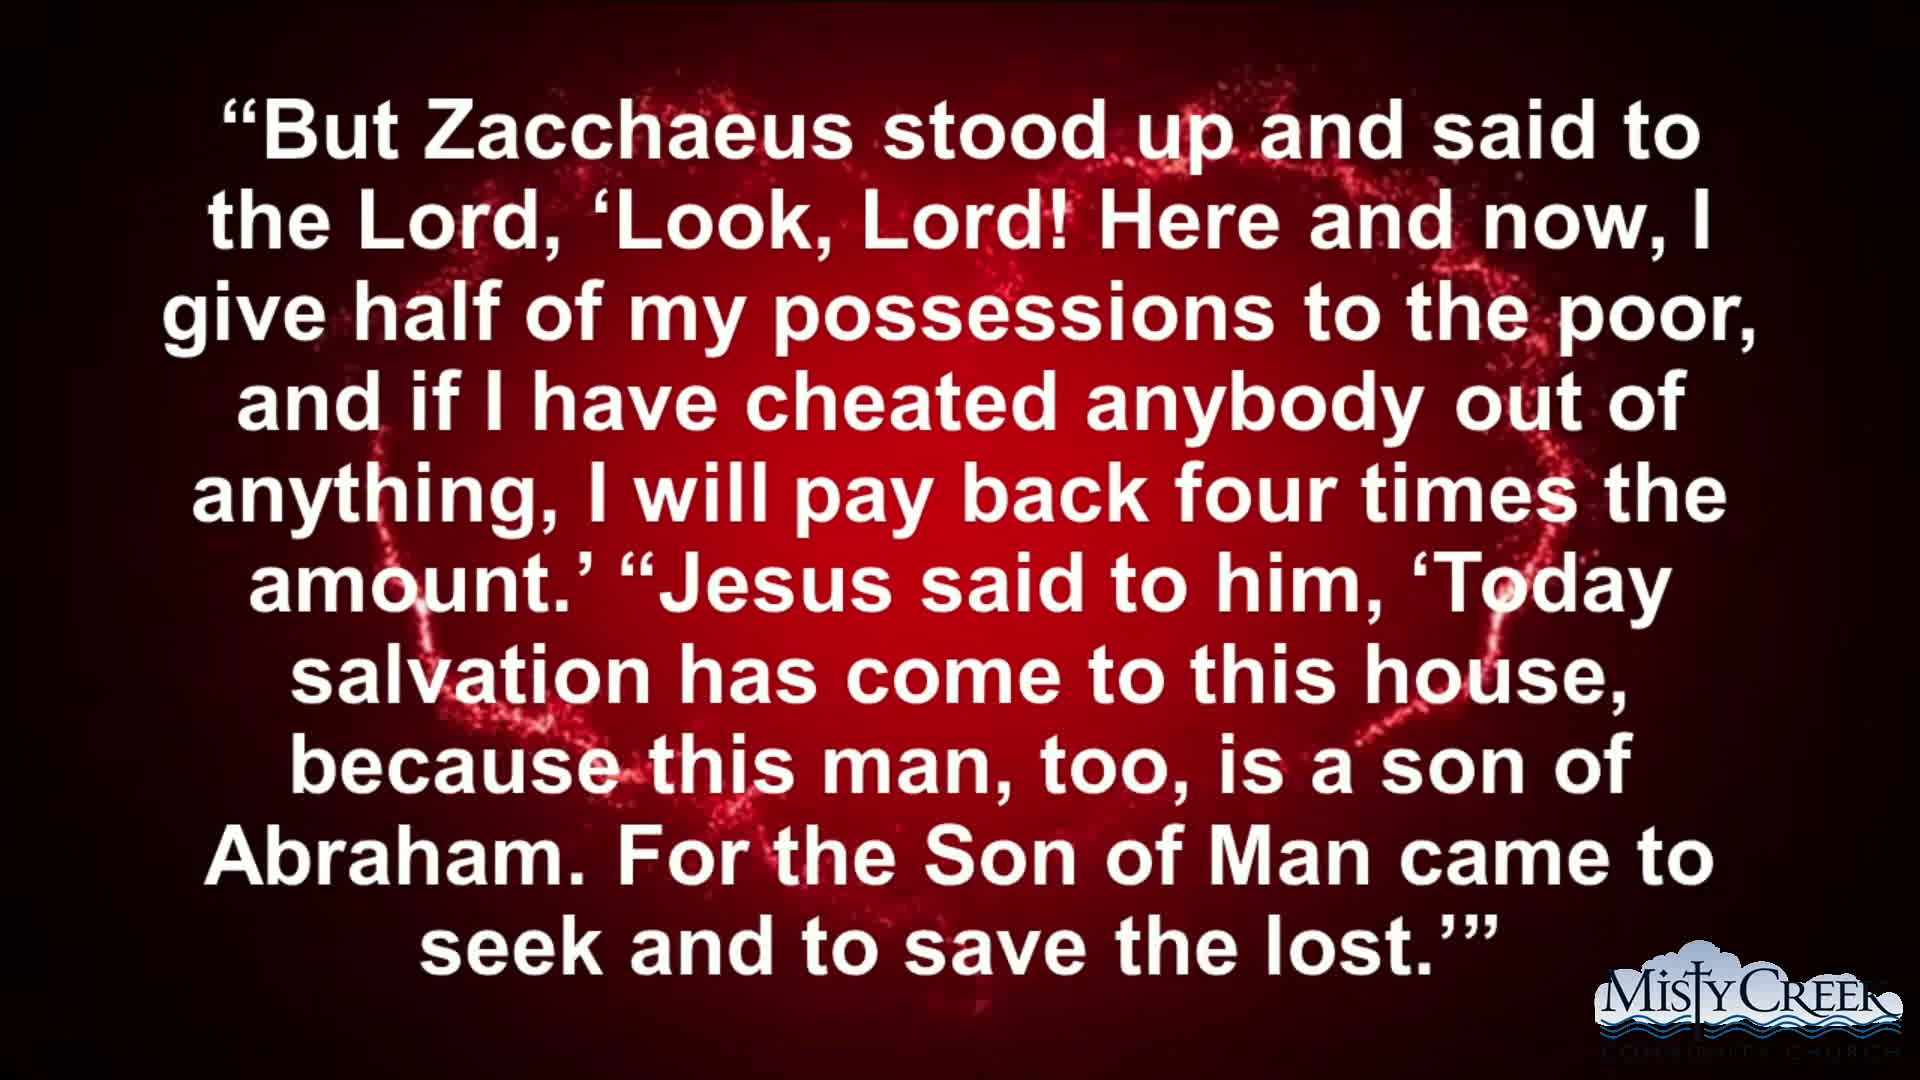 “But Zacchaeus stood up and said to
the Lord, ‘Look, Lord! Here and now, I
give half of my possessions to the poor,
and if I have cheated anybody out of
anything, I will pay back four times the
amount.’ “Jesus said to him, ‘Today
salvation has come to this house,
because this man, too, is a son of
Abraham. For the Son of Man came to
seek and to save the lost.’”
MISTY CREEK
COMMUNITY CHURCH